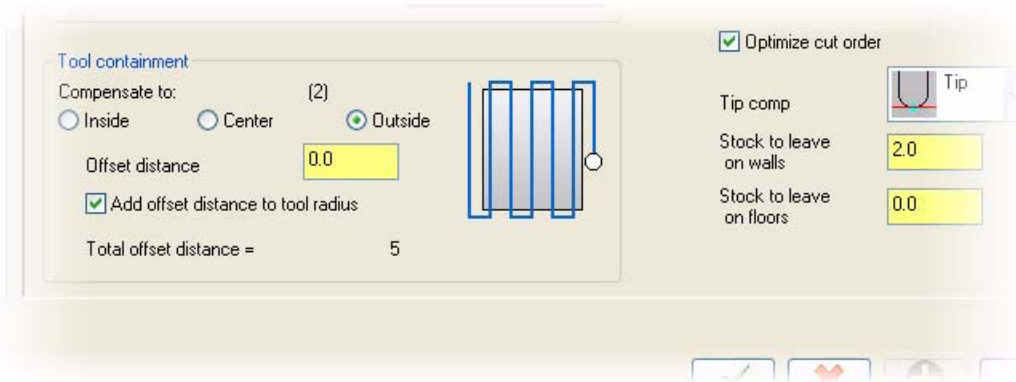 Tool containment
Compensate to: (2)
Inside Center Outside
Offset distance 0.0
Add offset distance to tool radius
Total offset distance = 5
Optimize cut order
Tip comp Tip
Stock to leave
on walls 2.0
Stock to leave
on floors 0.0